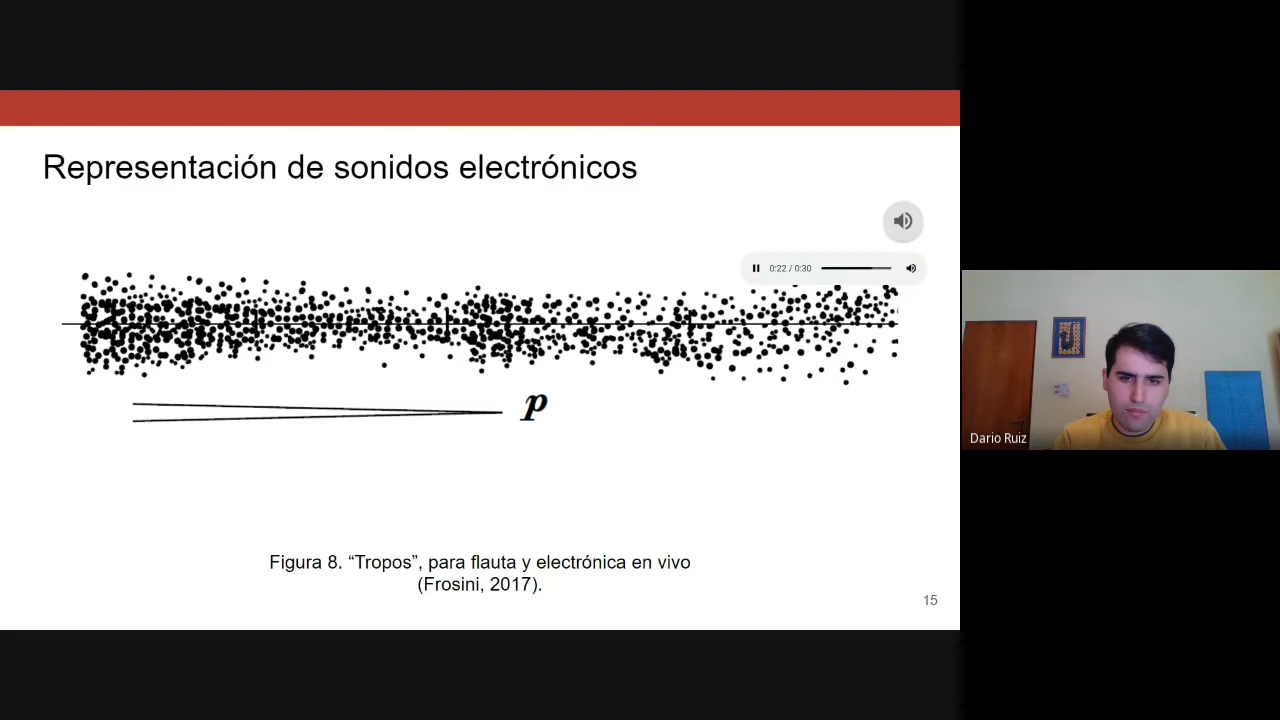 Representación de sonidos electrónicos
0:22 / 0:30
p
Figura 8. “Tropos”, para flauta y electrónica en vivo
(Frosini, 2017).
15
Dario Ruiz